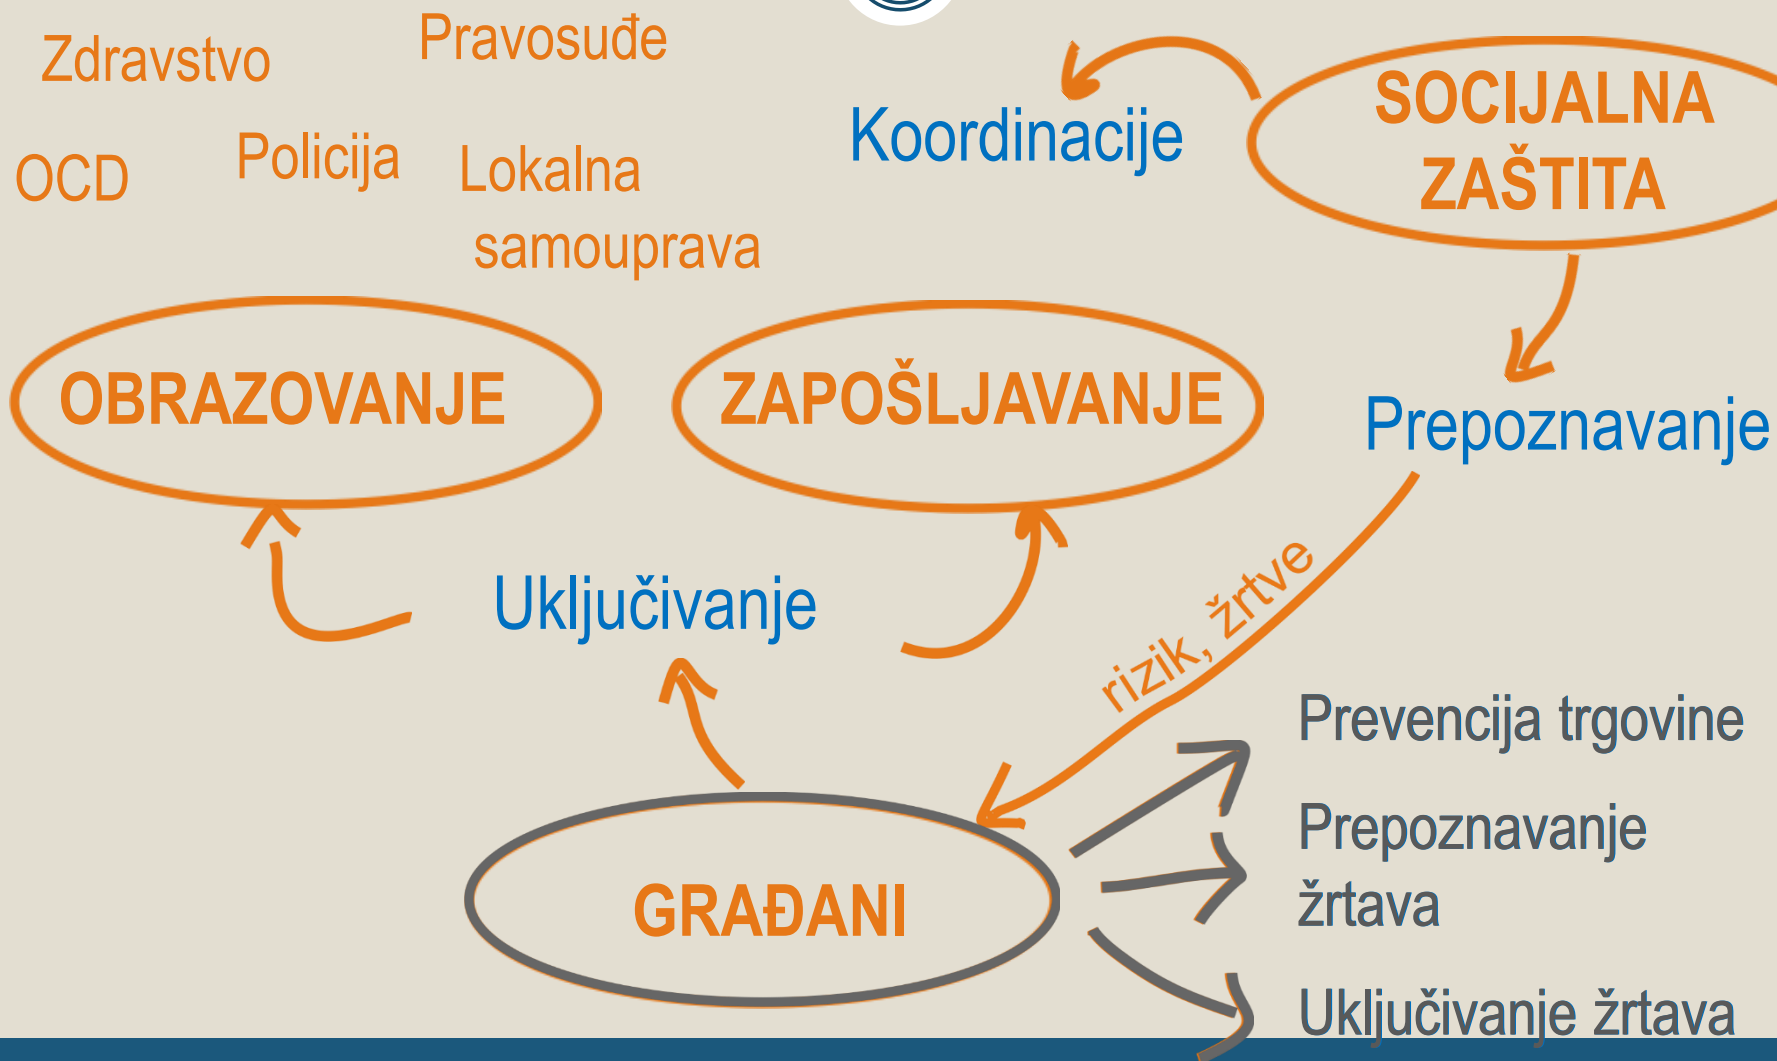 Zdravstvo
Pravosuđe
OCD
Policija
Lokalna
samouprava
Koordinacije
SOCIJALNA
ZAŠTITA
OBRAZOVANJE
ZAPOŠLJAVANJE
Prepoznavanje
Uključivanje
rizik, žrtve
GRAĐANI
Prevencija trgovine
Prepoznavanje
žrtava
Uključivanje žrtava